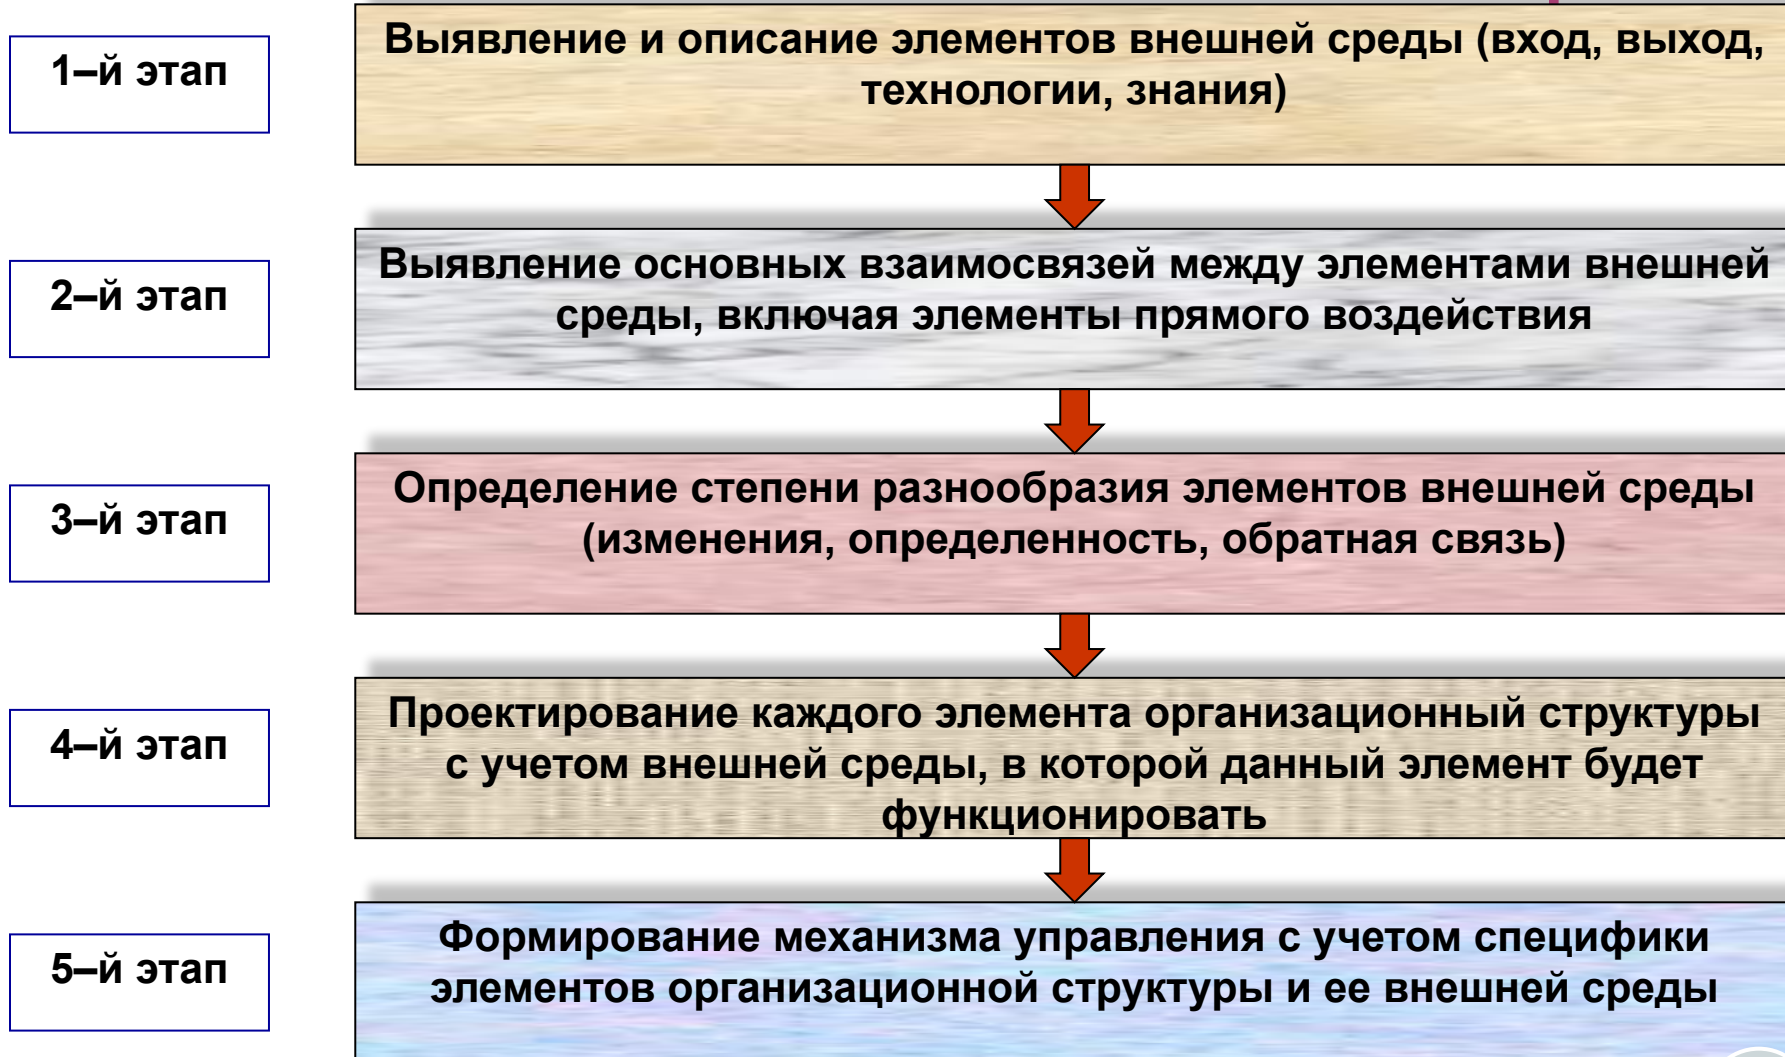 1–й этап
Выявление и описание элементов внешней среды (вход, выход,
технологии, знания)
2–й этап
Выявление основных взаимосвязей между элементами внешней
среды, включая элементы прямого воздействия
3–й этап
Определение степени разнообразия элементов внешней среды
(изменения, определенность, обратная связь)
4–й этап
Проектирование каждого элемента организационный структуры
с учетом внешней среды, в которой данный элемент будет
функционировать
5–й этап
Формирование механизма управления с учетом специфики
элементов организационной структуры и ее внешней среды